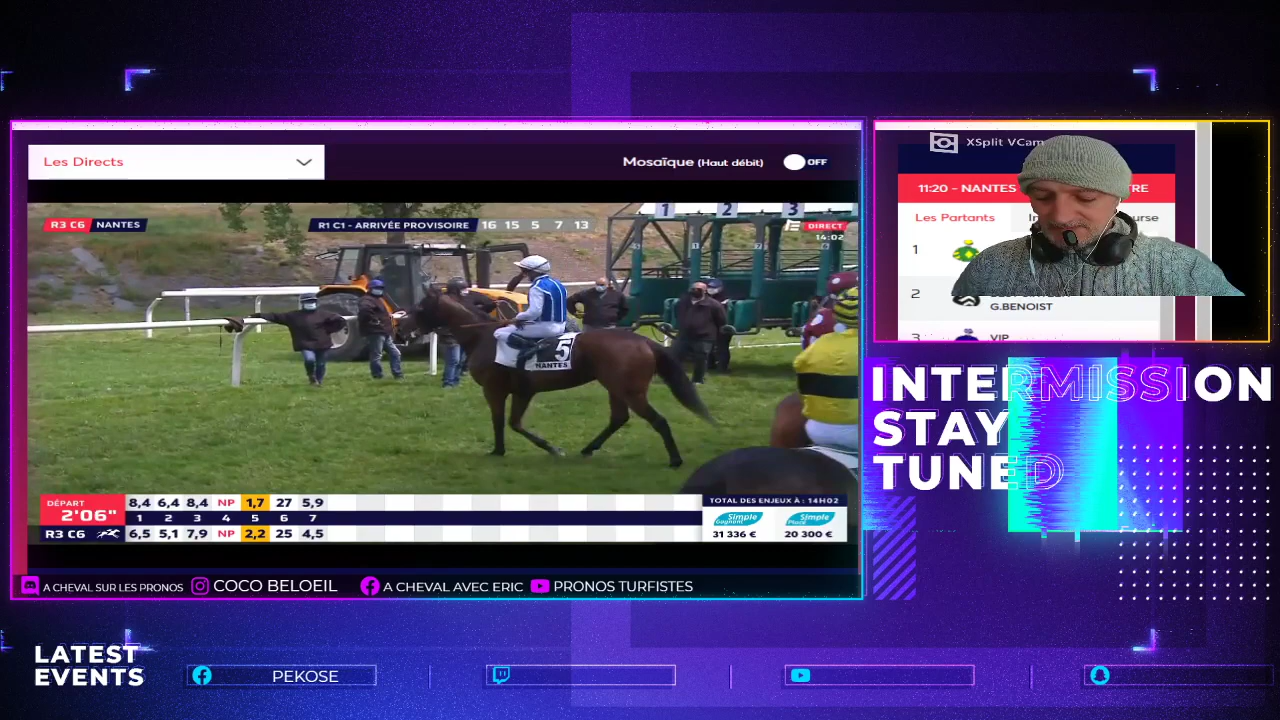 Les Directs
Mosaïque (Haut débit)
OFF
R3 C6 NANTES
R1 C1 - ARRIVÉE PROVISOIRE 16 15 5 7 13
DIRECT
14:02
1 2 3
5
NANTES
DÉPART
2'06"
R3 C6
8,4 6,4 8,4 NP 1,7 27 5,9
1 2 3 4 5 6 7
6,5 5,1 7,9 NP 2,2 25 4,5
TOTAL DES ENJEUX À : 14H02
Simple Gagnant
Simple Placé
31 336 € 20 300 €
A CHEVAL SUR LES PRONOS COCO BELOEIL A CHEVAL AVEC ERIC PRONOS TURFISTES
XSplit VCam
11:20 - NANTES
Les Partants
1
2
G.BENOIST
3 VIP
INTERMISSION
STAY
TUNED
LATEST
EVENTS
PEKOSE